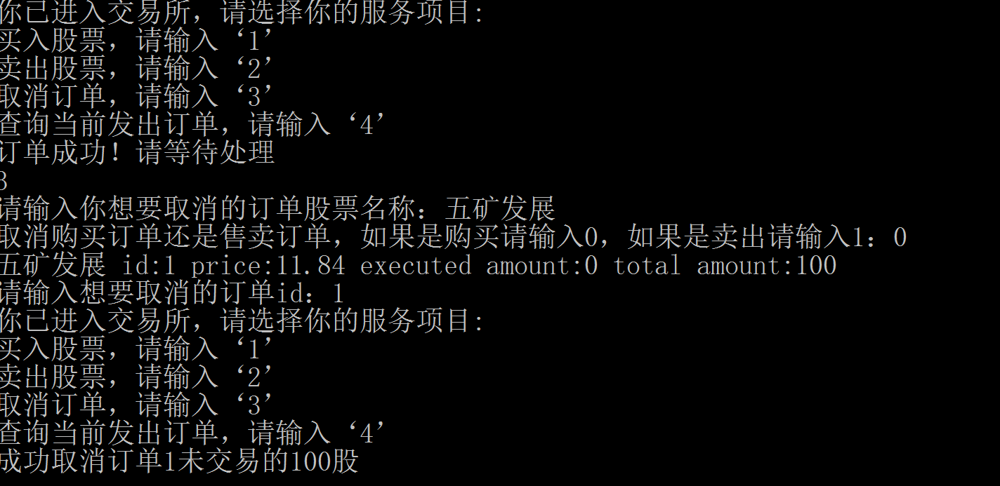 你已进入交易所，请选择你的服务项目:
买入股票，请输入‘1’
卖出股票，请输入‘2’
取消订单，请输入‘3’
查询当前发出订单，请输入‘4’
订单成功！请等待处理
3
请输入你想要取消的订单股票名称：五矿发展
取消购买订单还是售卖订单，如果是购买请输入0，如果是卖出请输入1：0
五矿发展 id:1 price:11.84 executed amount:0 total amount:100
请输入想要取消的订单id：1
你已进入交易所，请选择你的服务项目:
买入股票，请输入‘1’
卖出股票，请输入‘2’
取消订单，请输入‘3’
查询当前发出订单，请输入‘4’
成功取消订单1未交易的100股